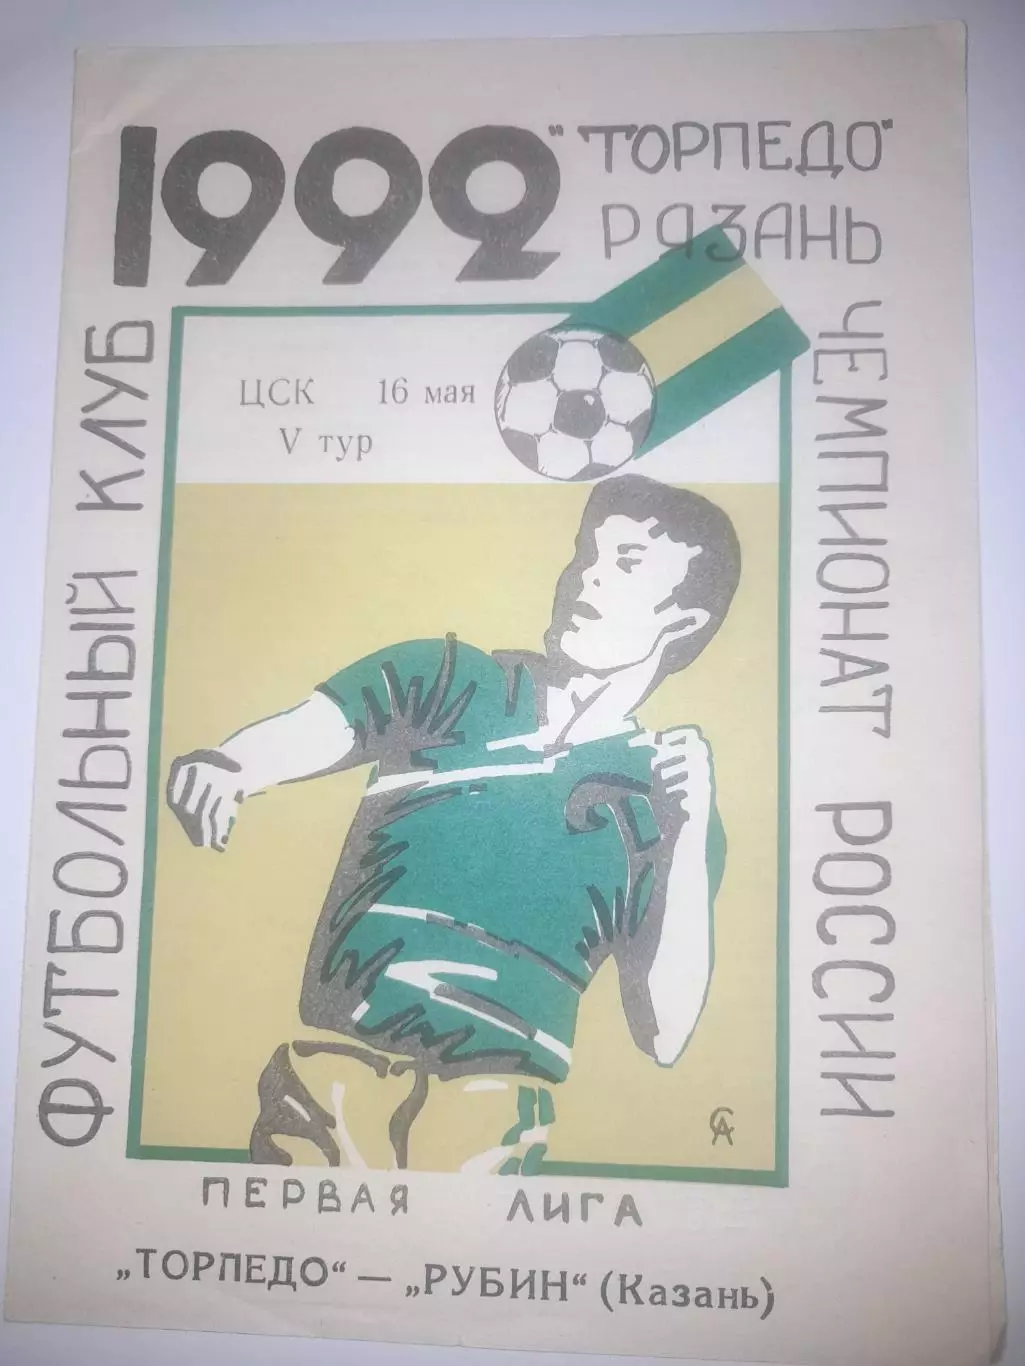 1992
"ТОРПЕДО"
РЯЗАНЬ
ФУТБОЛЬНЫЙ КЛУБ
ЧЕМПИОНАТ РОССИИ
ЦСК 16 мая
V тур
Т
СА
ПЕРВАЯ ЛИГА
„ТОРПЕДО“ — „РУБИН“ (Казань)